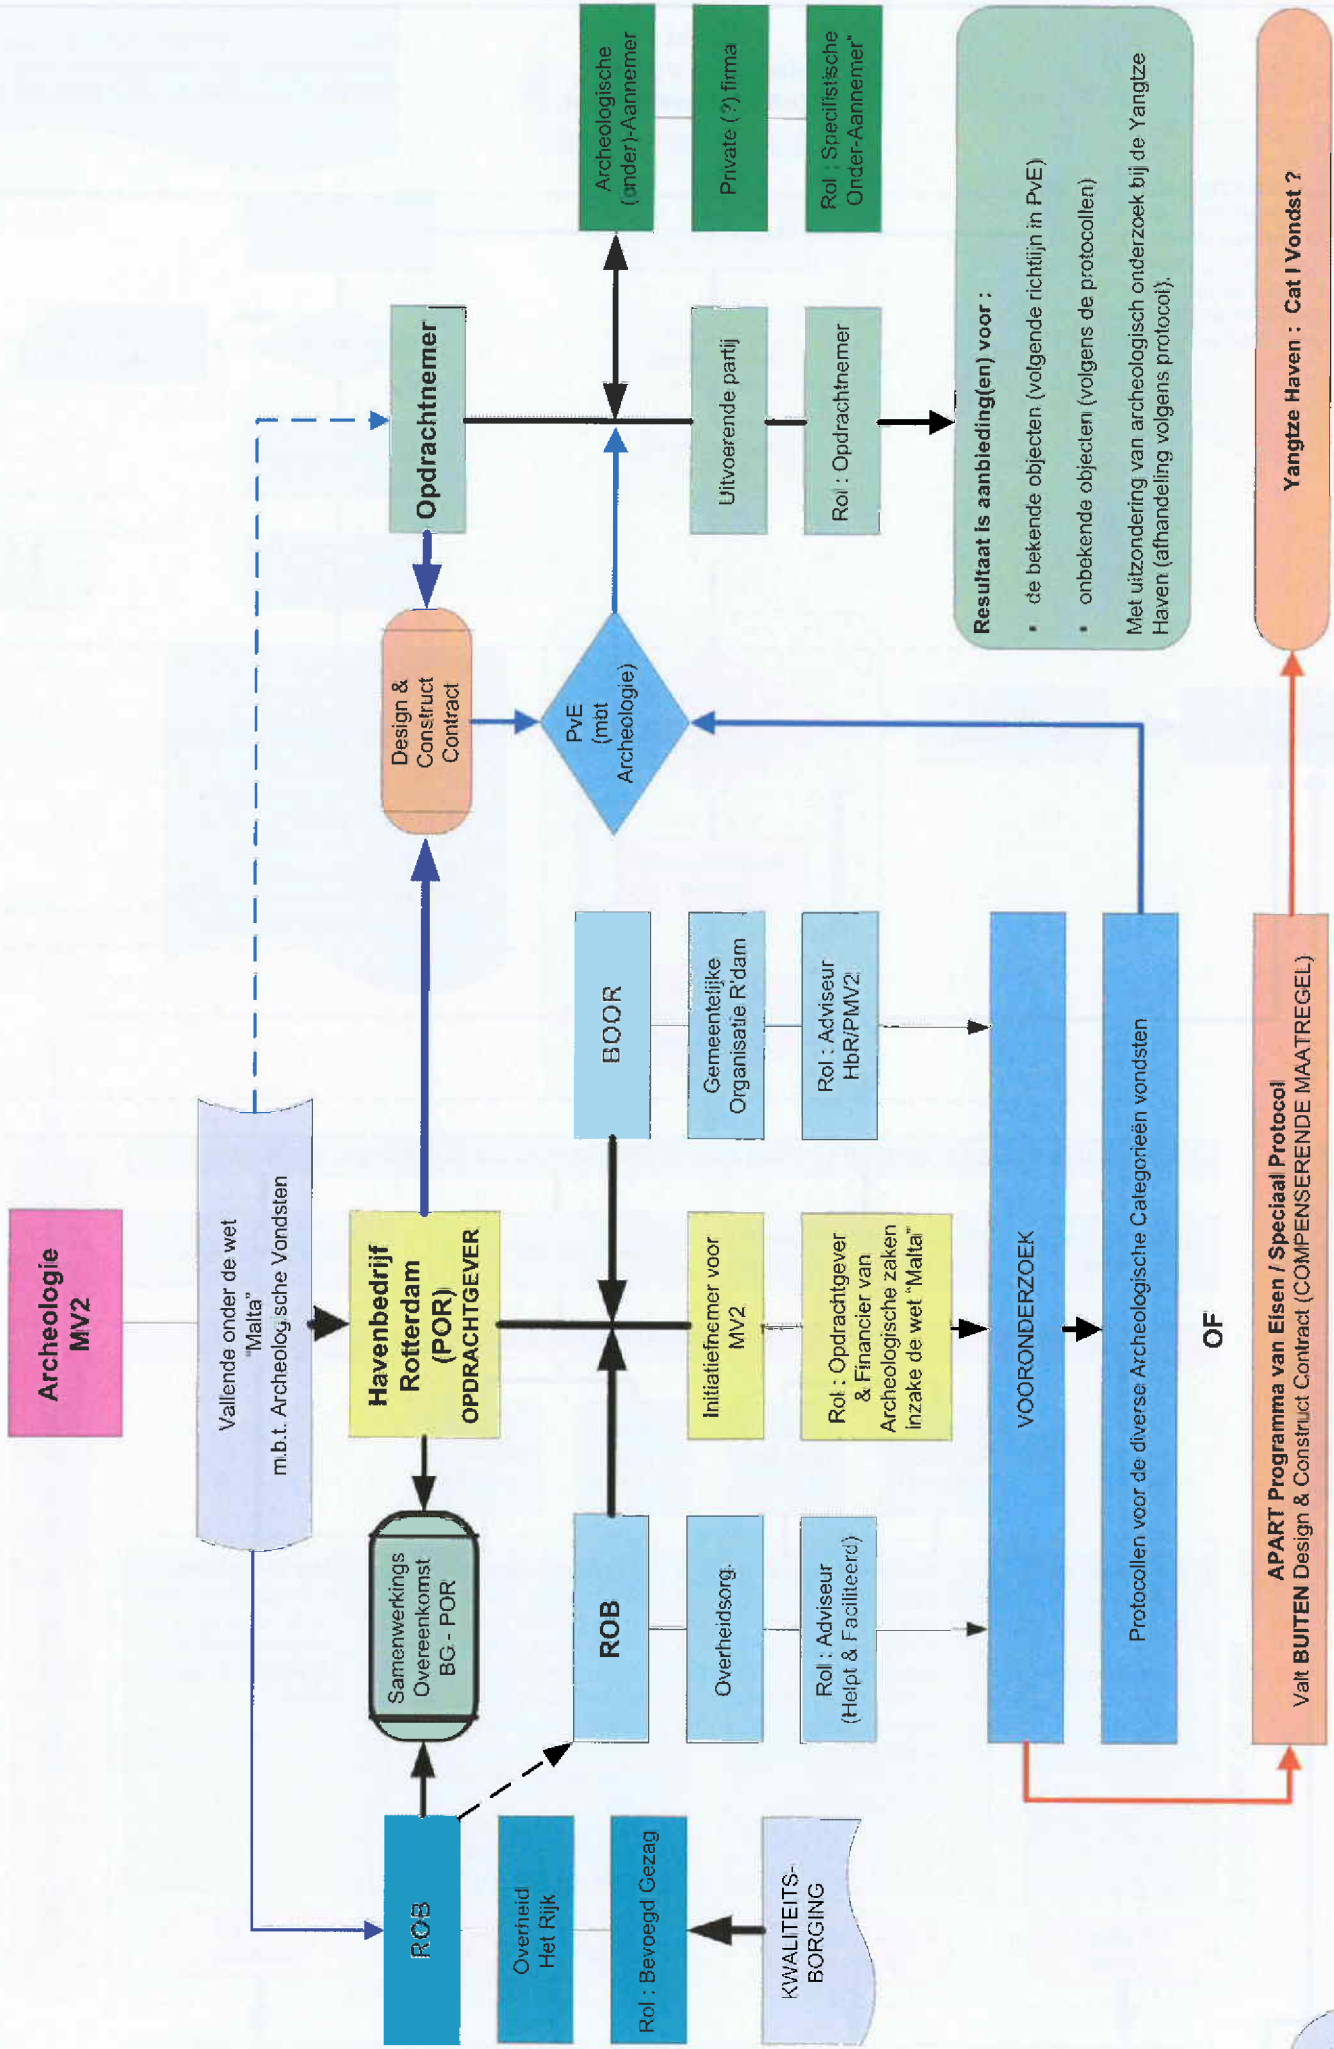 Archeologie
MV2
Vallende onder de wet
"Malta"
m.b.t. Archeologische Vondsten
ROB
Overheid
Het Rijk
Rol : Bevoegd Gezag
KWALITEITS-
BORGING
Samenwerkings
Overeenkomst
BG - POR
Havenbedrijf
Rotterdam
(POR)
OPDRACHTGEVER
Design &
Construct
Contract
Opdrachtnemer
ROB
Overheidsorg.
Rol : Adviseur
(Helpt & Faciliteerd)
Initiatiefnemer voor
MV2
Rol : Opdrachtgever
& Financier van
Archeologische zaken
Inzake de wet "Malta"
BOOR
Gemeentelijke
Organisatie R'dam
Rol : Adviseur
HbR/PMV2
PvE
(mbt
Archeologie)
Uitvoerende partij
Rol : Opdrachtnemer
Archeologische
(onder)-Aannemer
Private (?) firma
Rol : Specilistische
Onder-Aannemer"
VOORONDERZOEK
Protocollen voor de diverse Archeologische Categorieën vondsten
OF
APART Programma van Eisen / Speciaal Protocol
Valt BUITEN Design & Construct Contract (COMPENSERENDE MAATREGEL)
Resultaat is aanbieding(en) voor :
▪ de bekende objecten (volgende richtlijn in PvE)
▪ onbekende objecten (volgens de protocollen)
Met uitzondering van archeologisch onderzoek bij de Yangtze
Haven (afhandeling volgens protocol).
Yangtze Haven : Cat I Vondst ?